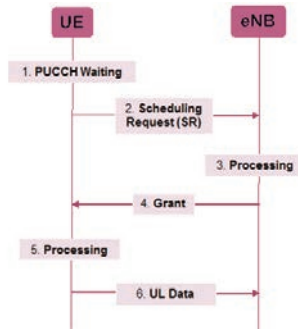 UE
eNB
1. PUCCH Waiting
2. Scheduling
Request (SR)
3. Processing
4. Grant
5. Processing
6. UL Data